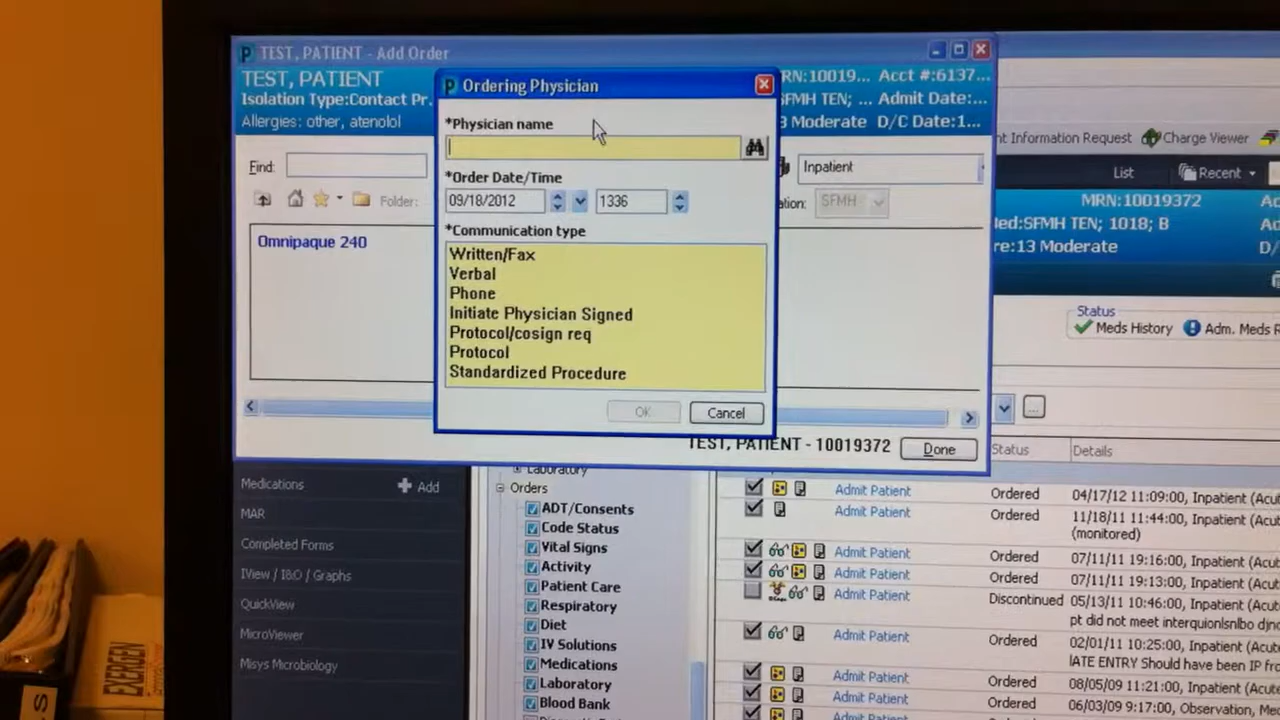 TEST, PATIENT - Add Order
TEST, PATIENT
Isolation Type:Contact Pr.
Allergies: other, atenolol
RN:10019... Acct #:6137...
SFMH TEN; ... Admit Date:...
3 Moderate D/C Date:1...
Find:
Folder:
Inpatient
SFMH
Omnipaque 240
Ordering Physician
*Physician name
*Order Date/Time
09/18/2012 1336
*Communication type
Written/Fax
Verbal
Phone
Initiate Physician Signed
Protocol/cosign req
Protocol
Standardized Procedure
OK Cancel
TEST, PATIENT - 10019372 Done
nt Information Request Charge Viewer
List Recent
MRN:10019372
ed:SFMH TEN; 1018; B
re:13 Moderate
D/
Status
Meds History Adm. Meds R
Status Details
Medications Add
MAR
Completed Forms
IView / I&O / Graphs
QuickView
MicroViewer
Misys Microbiology
Laboratory
Orders
ADT/Consents
Code Status
Vital Signs
Activity
Patient Care
Respiratory
Diet
IV Solutions
Medications
Laboratory
Blood Bank
Admit Patient Ordered 04/17/12 11:09:00, Inpatient (Acu
Admit Patient Ordered 11/18/11 11:44:00, Inpatient (Ac
(monitored)
Admit Patient Ordered 07/11/11 19:16:00, Inpatient (Acut
Admit Patient Ordered 07/11/11 19:13:00, Inpatient (Acut
Admit Patient Discontinued 05/13/11 10:46:00, Inpatient (Acu
pt did not meet interquionlsnlbo djno
Admit Patient Ordered 02/01/11 10:25:00, Inpatient (Ac
lATE ENTRY Should have been IP fro
Admit Patient Ordered 08/05/09 11:21:00, Inpatient (Acu
Admit Patient Ordered 06/03/09 9:17:00, Observation, Me
Admit Patient Ordered
EXERGEN